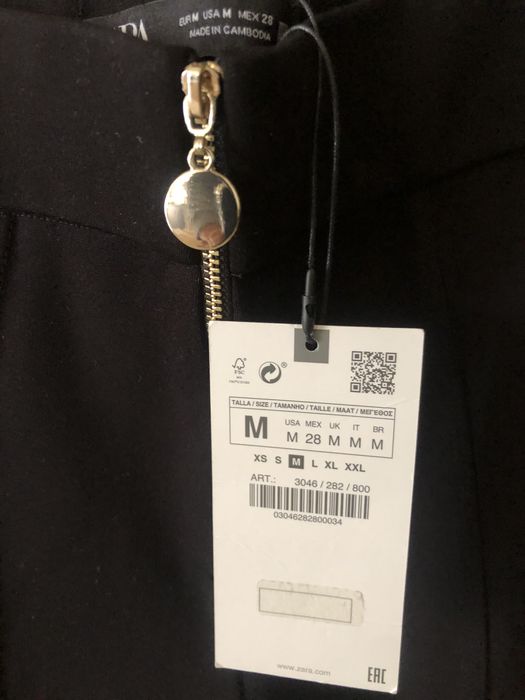 EUR M USA M MEX 28
MADE IN CAMBODIA
FSC
TALLA / SIZE / TAMANHO / TAILLE / MAAT / ΜΕΓΕΘΟΣ
M
USA MEX UK IT BR
M 28 M M M
XS S M L XL XXL
ART.: 3046 / 282 / 800
03046282800034
www.zara.com
EAC